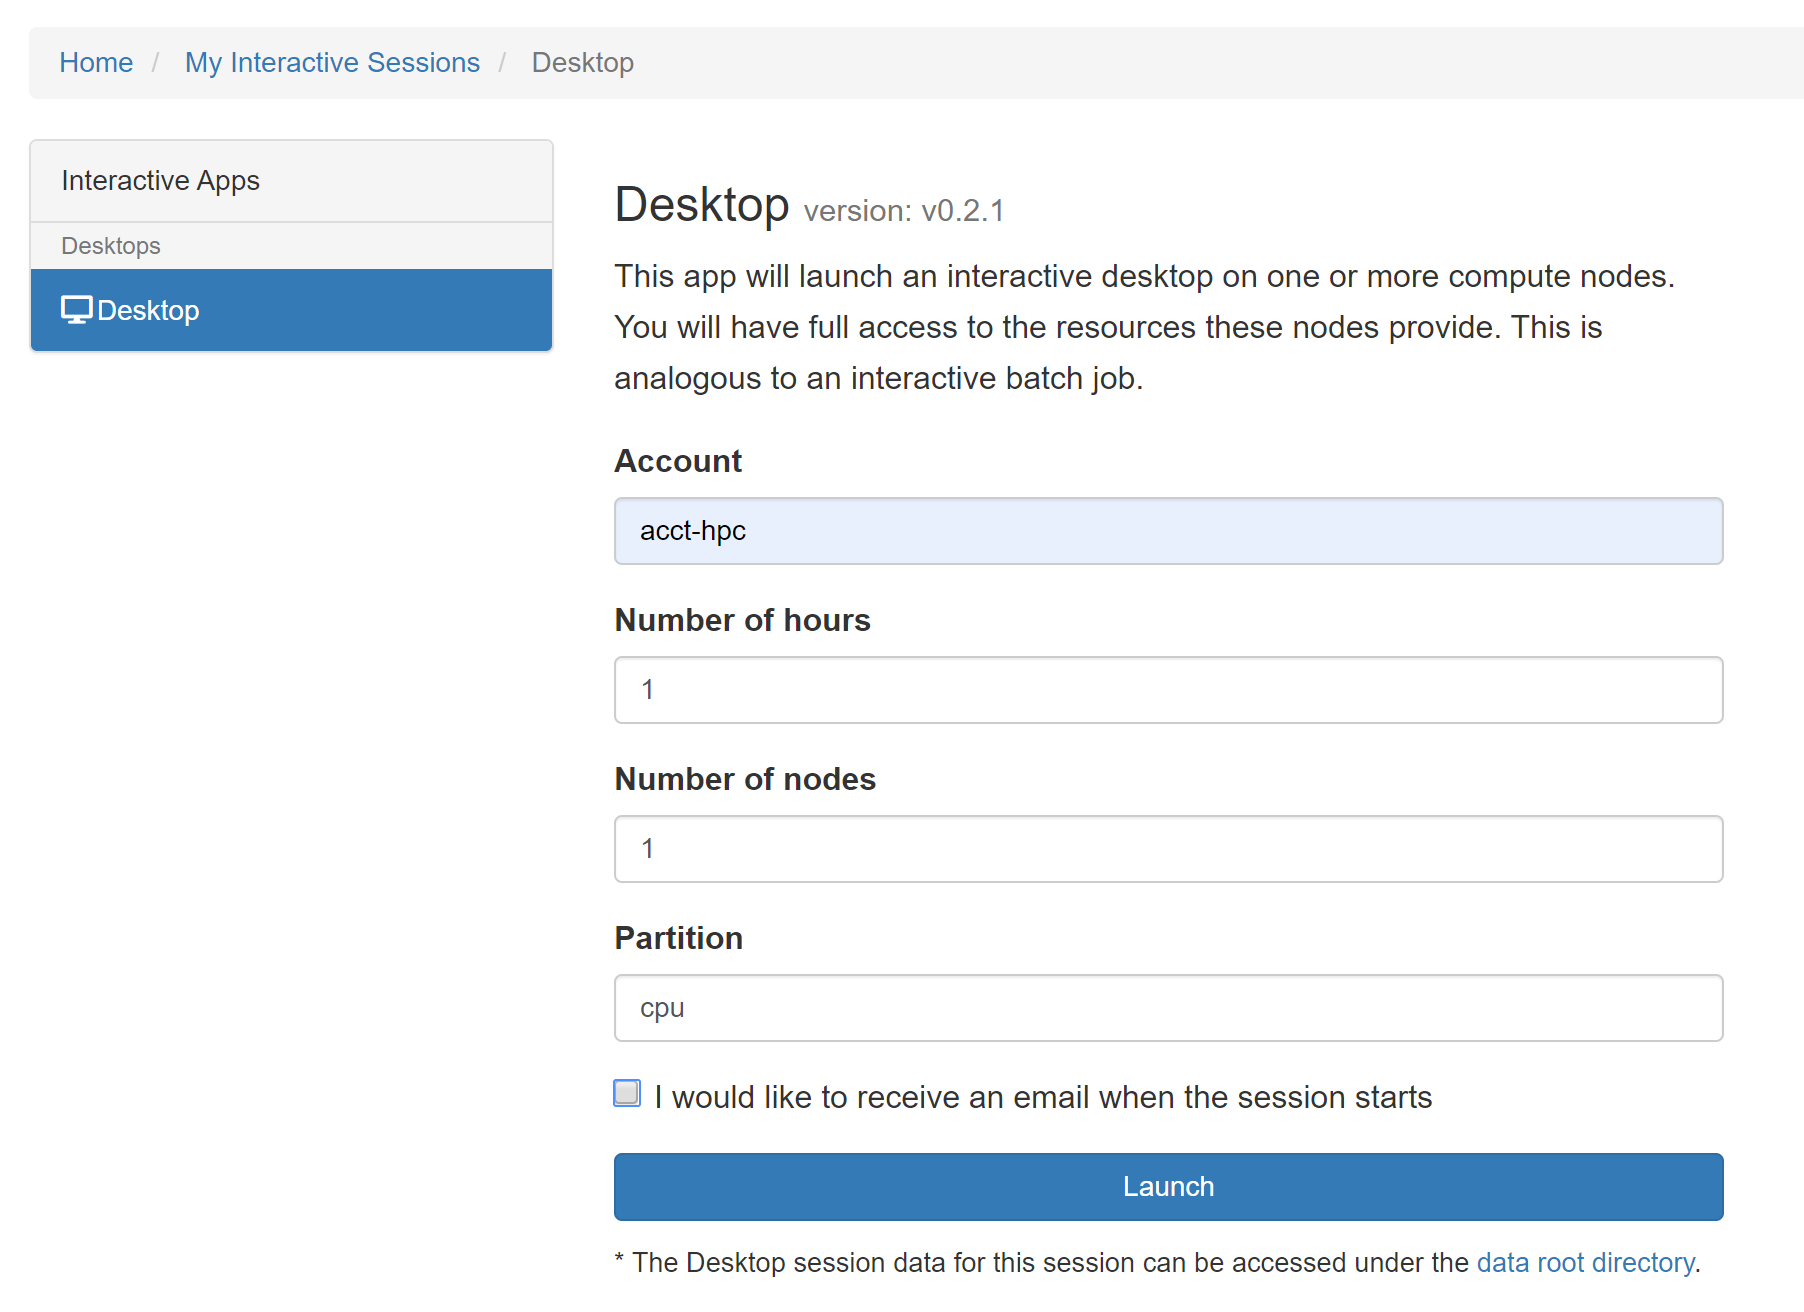 Home / My Interactive Sessions / Desktop
Interactive Apps
Desktops
Desktop
Desktop version: v0.2.1
This app will launch an interactive desktop on one or more compute nodes.
You will have full access to the resources these nodes provide. This is
analogous to an interactive batch job.
Account
acct-hpc
Number of hours
1
Number of nodes
1
Partition
cpu
I would like to receive an email when the session starts
Launch
* The Desktop session data for this session can be accessed under the data root directory.